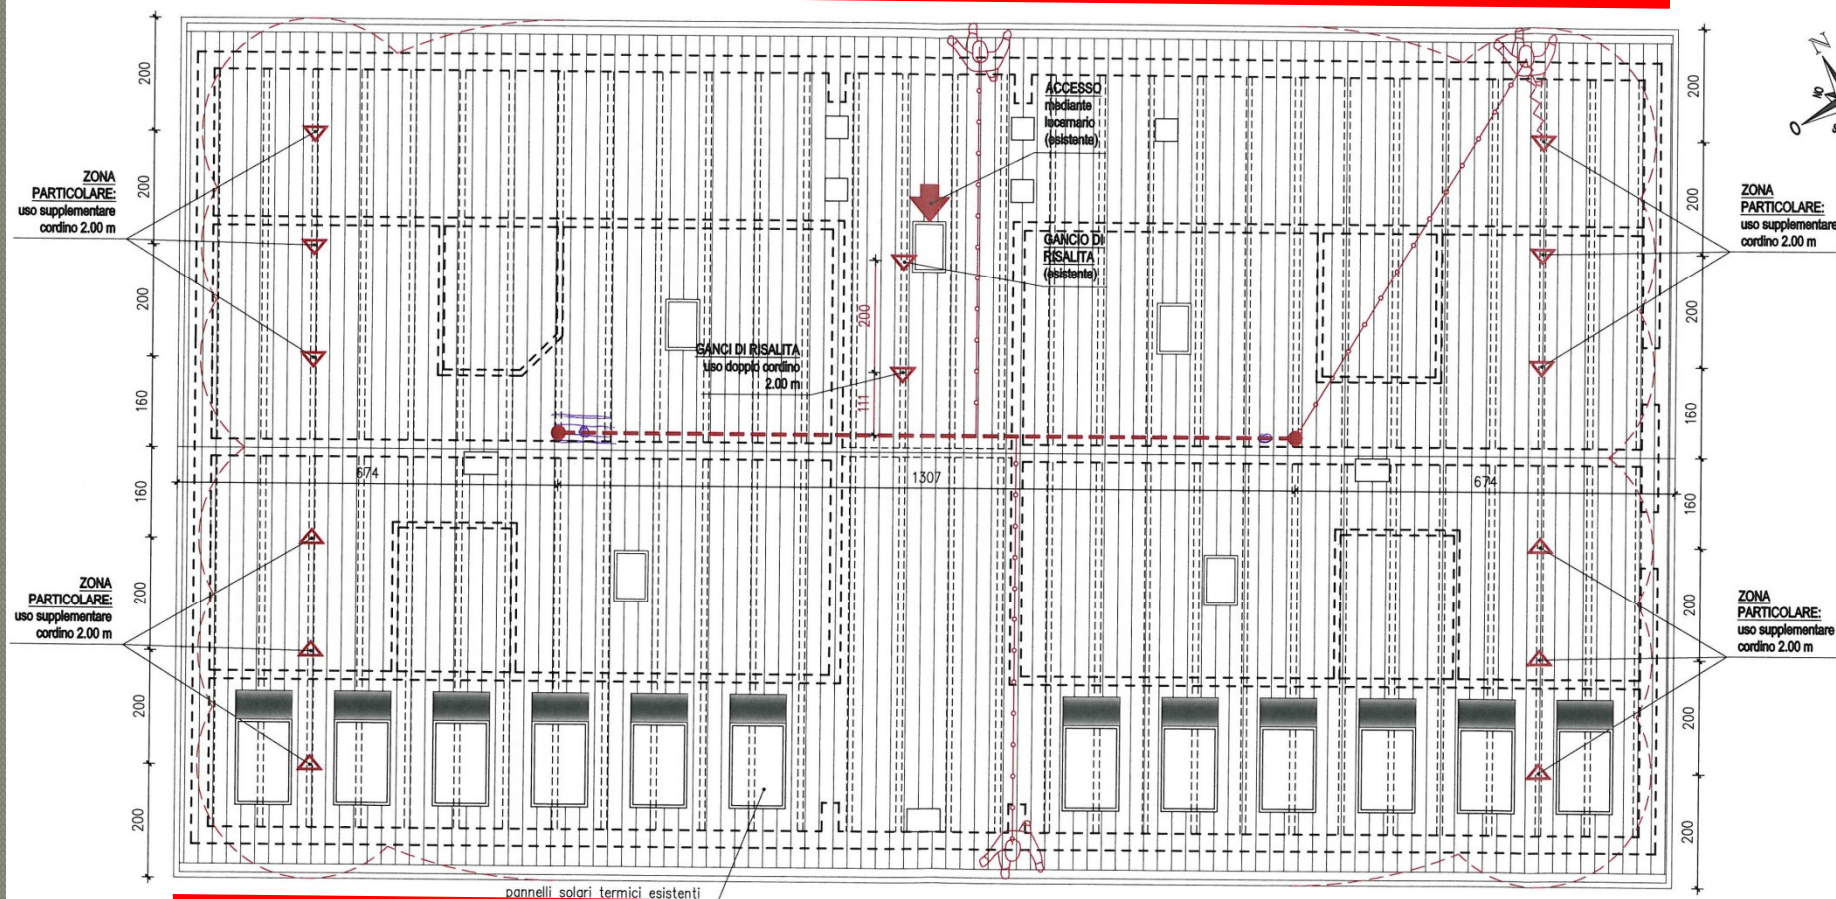 200
200
200
160
160
200
200
200
ZONA
PARTICOLARE:
uso supplementare
cordino 2.00 m
ZONA
PARTICOLARE:
uso supplementare
cordino 2.00 m
ACCESSO
mediante
lucernario
(esistente)
GANCIO DI
RISALITA
(esistente)
200
111
GANCI DI RISALITA
uso doppio cordino
2.00 m
674
1307
674
pannelli solari termici esistenti
200
200
200
160
160
200
200
200
N
NO
O
S
ZONA
PARTICOLARE:
uso supplementare
cordino 2.00 m
ZONA
PARTICOLARE:
uso supplementare
cordino 2.00 m